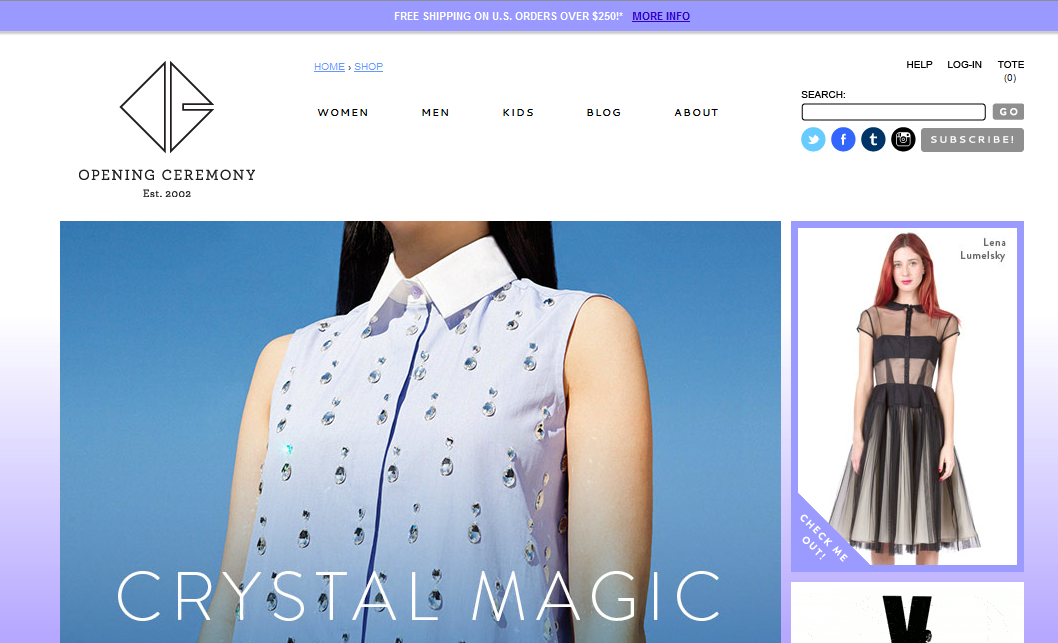 FREE SHIPPING ON U.S. ORDERS OVER $250!* MORE INFO
HOME › SHOP
HELP LOG-IN TOTE
(0)
SEARCH:
GO
WOMEN MEN KIDS BLOG ABOUT
SUBSCRIBE!
OPENING CEREMONY
Est. 2002
Lena
Lumelsky
CHECK ME
OUT!
CRYSTAL MAGIC